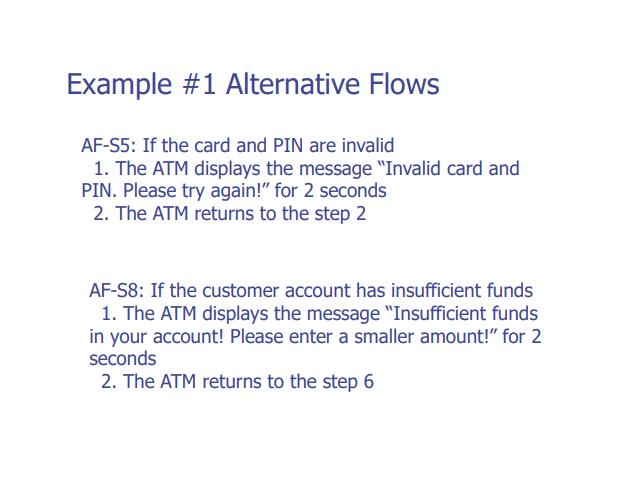 Example #1 Alternative Flows
AF-S5: If the card and PIN are invalid
1. The ATM displays the message “Invalid card and
PIN. Please try again!” for 2 seconds
2. The ATM returns to the step 2
AF-S8: If the customer account has insufficient funds
1. The ATM displays the message “Insufficient funds
in your account! Please enter a smaller amount!” for 2
seconds
2. The ATM returns to the step 6